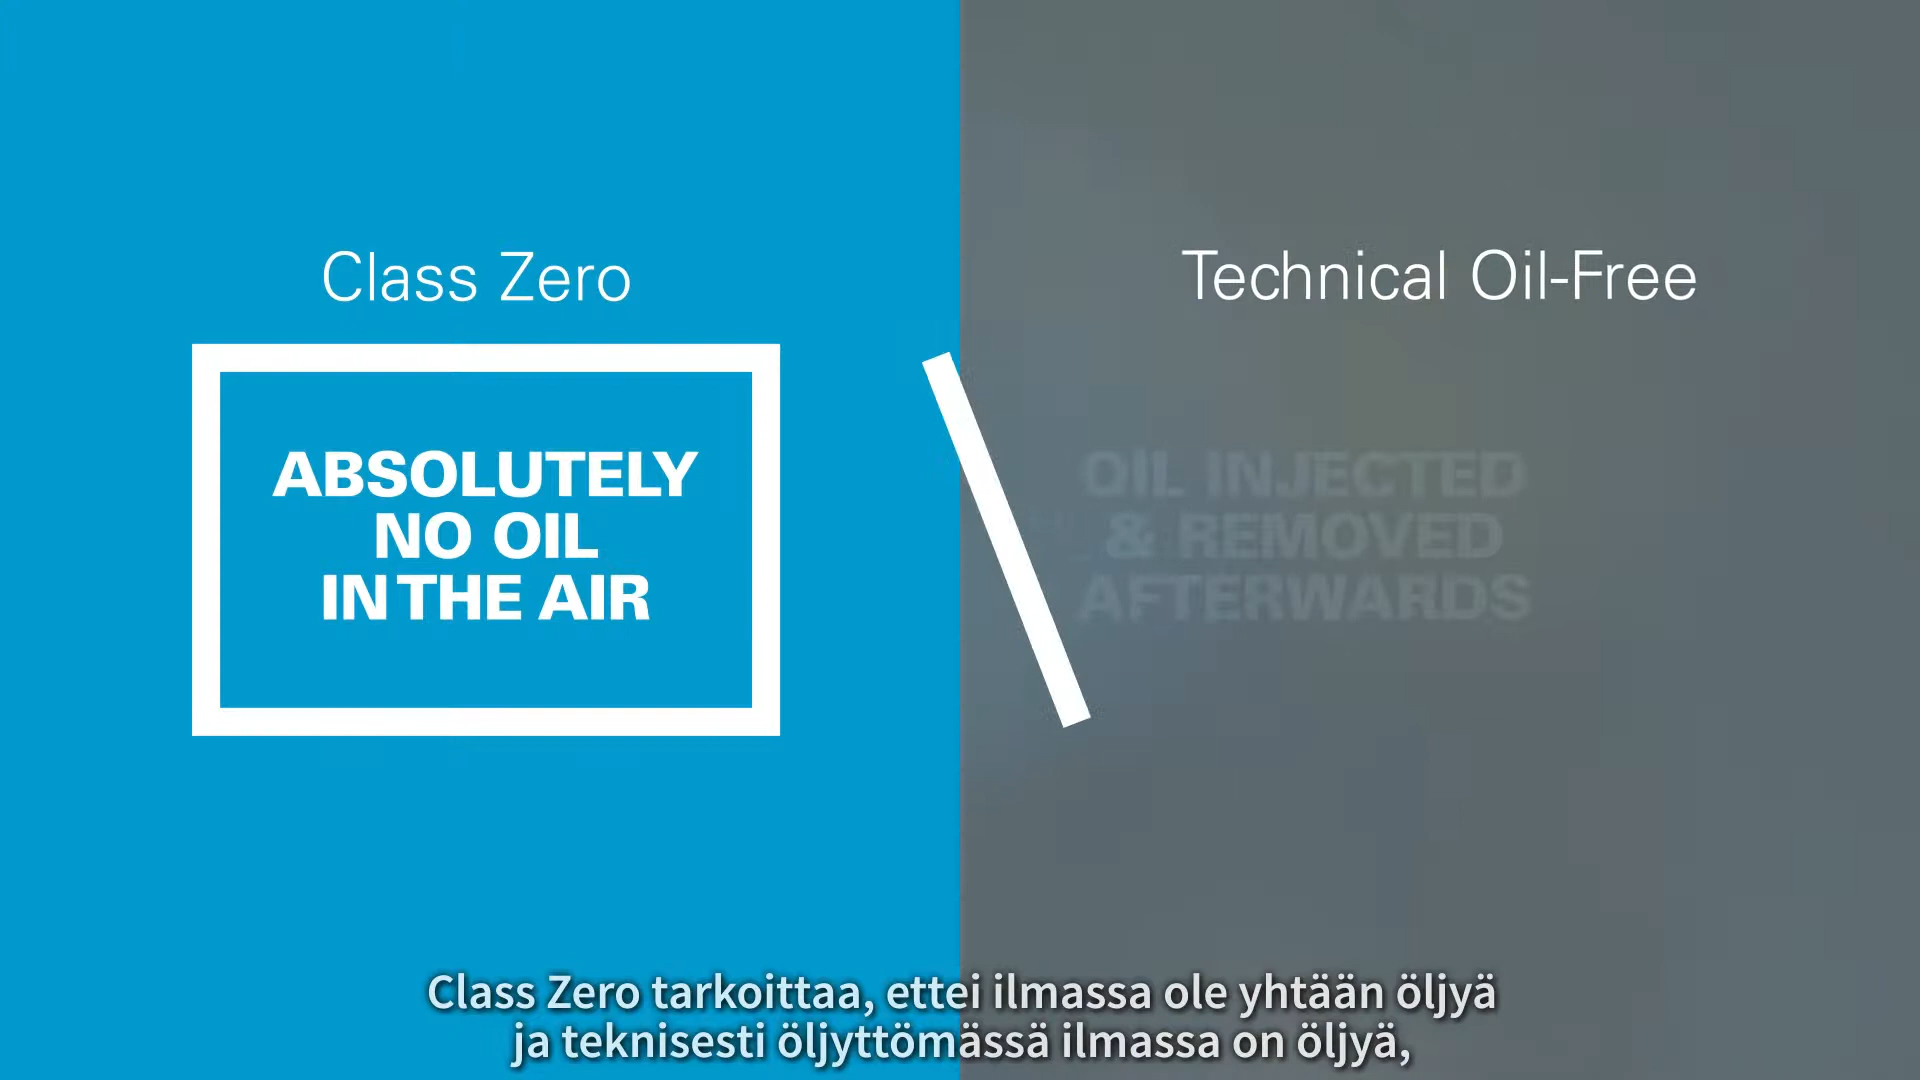 Class Zero
ABSOLUTELY
NO OIL
IN THE AIR
Technical Oil-Free
OIL INJECTED
& REMOVED
AFTERWARDS
Class Zero tarkoittaa, ettei ilmassa ole yhtään öljyä
ja teknisesti öljyttömässä ilmassa on öljyä,